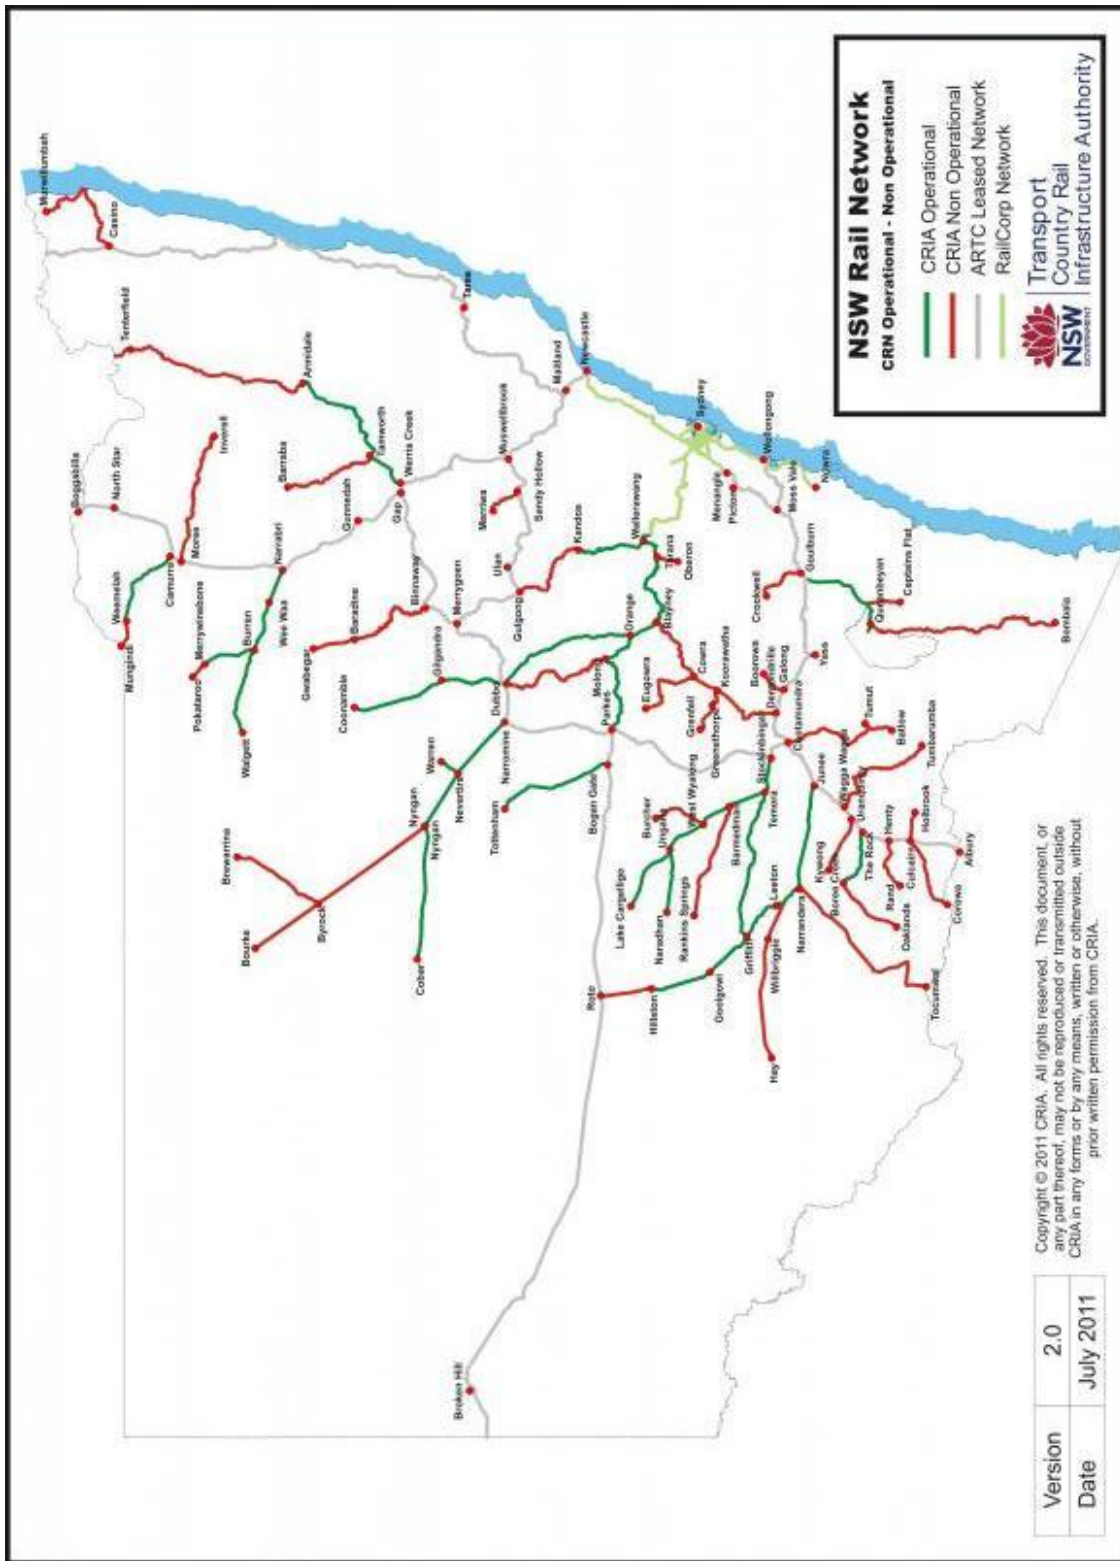 NSW Rail Network
CRN Operational - Non Operational
CRIA Operational
CRIA Non Operational
ARTC Leased Network
RailCorp Network
NSW
GOVERNMENT
Transport
Country Rail
Infrastructure Authority
Murwillumbah
Casino
Tenterfield
Armidale
Boggabilla
North Star
Inverell
Barraba
Tamworth
Werris Creek
Gap
Gunnedah
Taree
Maitland
Newcastle
Muswellbrook
Sandy Hollow
Merriwa
Ulan
Camurra
Moree
Narrabri
Weemelah
Mungindi
Merrywinebone
Pokataroo
Burren
Wee Waa
Walgett
Gwabegar
Baradine
Binnaway
Merrygoen
Gulgong
Kandos
Wallerawang
Tarana
Oberon
Sydney
Wollongong
Menangle
Picton
Moss Vale
Nowra
Goulburn
Crookwell
Queanbeyan
Captains Flat
Bombala
Coonamble
Gilgandra
Dubbo
Orange
Blayney
Molong
Parkes
Eugowra
Cowra
Koorawatha
Grenfell
Greenethorpe
Boorowa
Demondrille
Galong
Yass
Brewarrina
Bourke
Byrock
Nyngan
Nyngan
Cobar
Warren
Nevertire
Narromine
Tottenham
Bogan Gate
Stockinbingal
Cootamundra
Tumut
Batlow
Tumbarumba
Burcher
Ungarie
West Wyalong
Barmedman
Temora
Junee
Wagga Wagga
Uranquinty
The Rock
Henty
Holbrook
Culcairn
Albury
Kywong
Boree Creek
Rand
Oaklands
Corowa
Lake Cargelligo
Naradhan
Rankins Springs
Griffith
Leeton
Willbriggie
Narrandera
Tocumwal
Roto
Hillston
Goolgowi
Hay
Broken Hill
Version 2.0
Date July 2011
Copyright © 2011 CRIA. All rights reserved. This document, or
any part thereof, may not be reproduced or transmitted outside
CRIA in any forms or by any means, written or otherwise, without
prior written permission from CRIA.